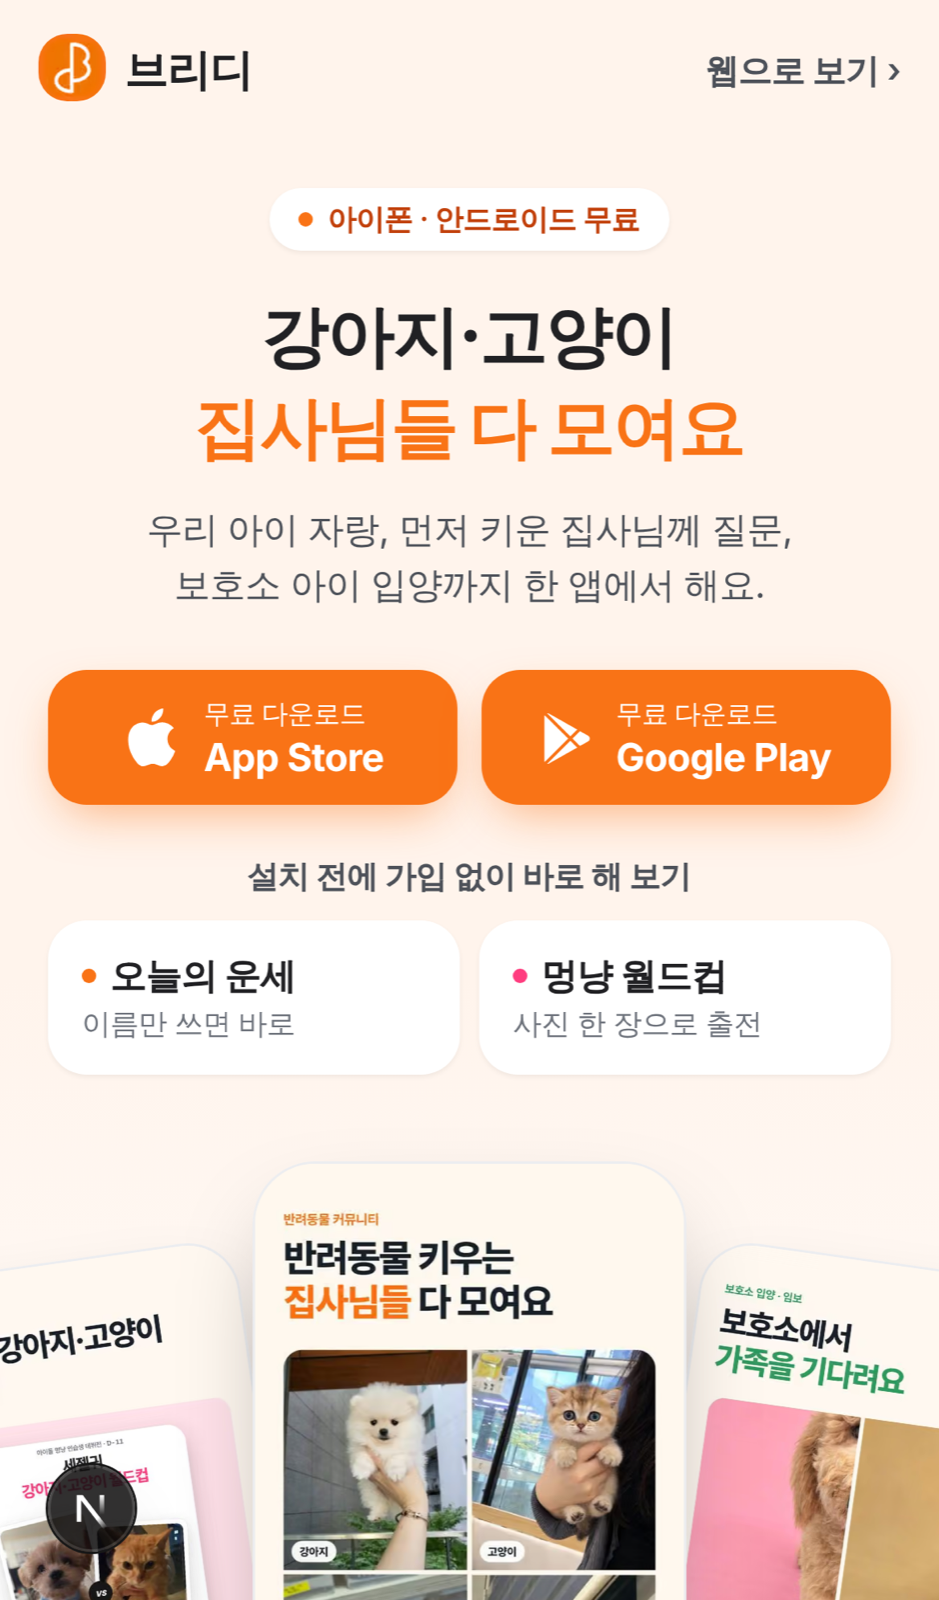 브리디
웹으로 보기 ›
아이폰 · 안드로이드 무료
강아지·고양이
집사님들 다 모여요
우리 아이 자랑, 먼저 키운 집사님께 질문,
보호소 아이 입양까지 한 앱에서 해요.
무료 다운로드
App Store
무료 다운로드
Google Play
설치 전에 가입 없이 바로 해 보기
오늘의 운세
이름만 쓰면 바로
멍냥 월드컵
사진 한 장으로 출전
반려동물 커뮤니티
반려동물 키우는
집사님들 다 모여요
강아지
고양이
강아지·고양이
세젤귀
VS
보호소 입양 · 임보
보호소에서
가족을 기다려요
N